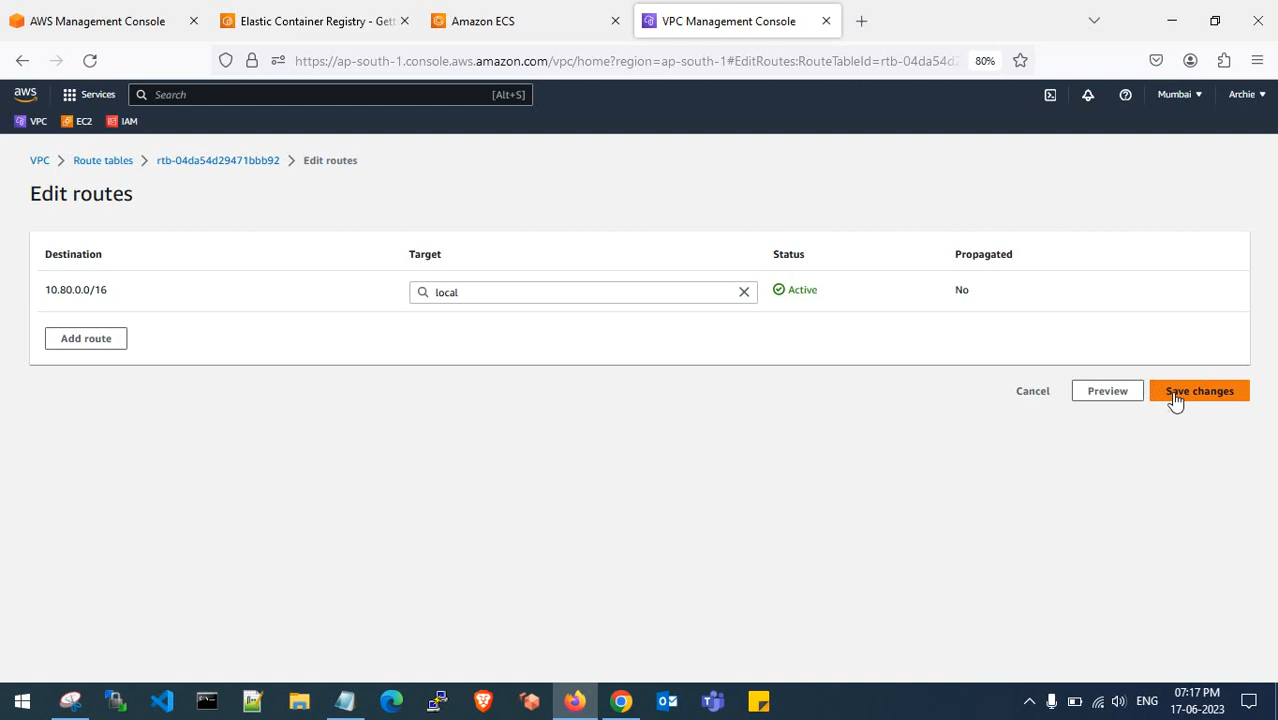 AWS Management Console
Elastic Container Registry - Gett
Amazon ECS
VPC Management Console
https://ap-south-1.console.aws.amazon.com/vpc/home?region=ap-south-1#EditRoutes:RouteTableId=rtb-04da54d2
80%
aws
Services
Search
[Alt+S]
Mumbai
Archie
VPC
EC2
IAM
VPC
Route tables
rtb-04da54d29471bbb92
Edit routes
Edit routes
Destination
Target
Status
Propagated
10.80.0.0/16
local
Active
No
Add route
Cancel
Preview
Save changes
ENG
07:17 PM
17-06-2023